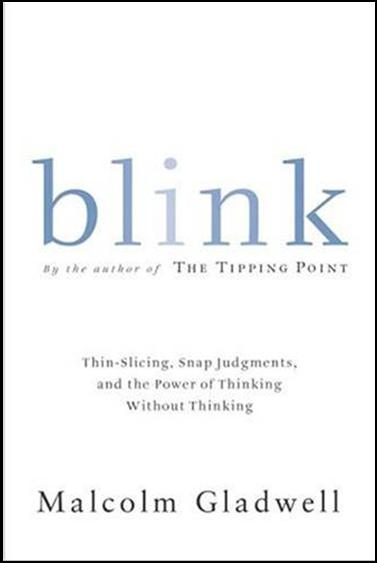 blink
By the author of THE TIPPING POINT
Thin-Slicing, Snap Judgments,
and the Power of Thinking
Without Thinking
Malcolm Gladwell